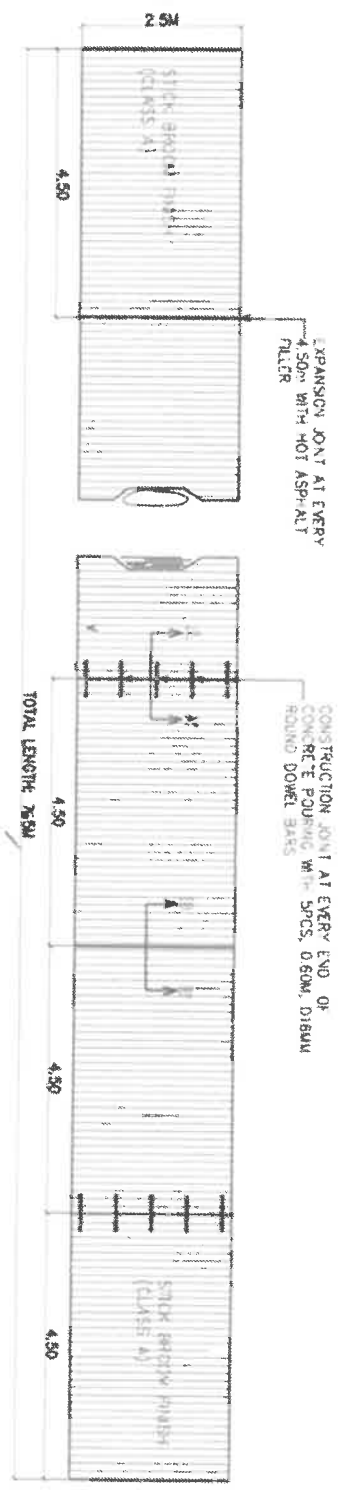 2.5M
STICK BROOM FINISH
(CLASS A)
4.50
EXPANSION JOINT AT EVERY
4.50m WITH HOT ASPHALT
FILLER
CONSTRUCTION JOINT AT EVERY END OF
CONCRETE POURING WITH 5PCS, 0.60M, D16MM
ROUND DOWEL BARS
4.50
4.50
4.50
STICK BROOM FINISH
(CLASS A)
TOTAL LENGTH: